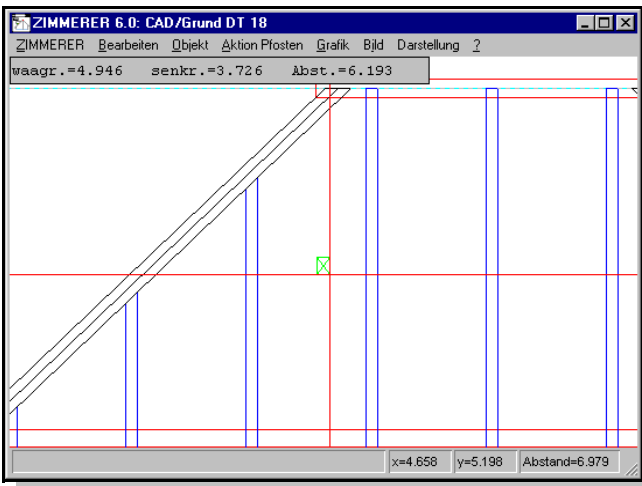 ZIMMERER 6.0: CAD/Grund DT 18
ZIMMERER Bearbeiten Objekt Aktion Pfosten Grafik Bild Darstellung ?
waagr.=4.946 senkr.=3.726 Abst.=6.193
x=4.658 y=5.198 Abstand=6.979